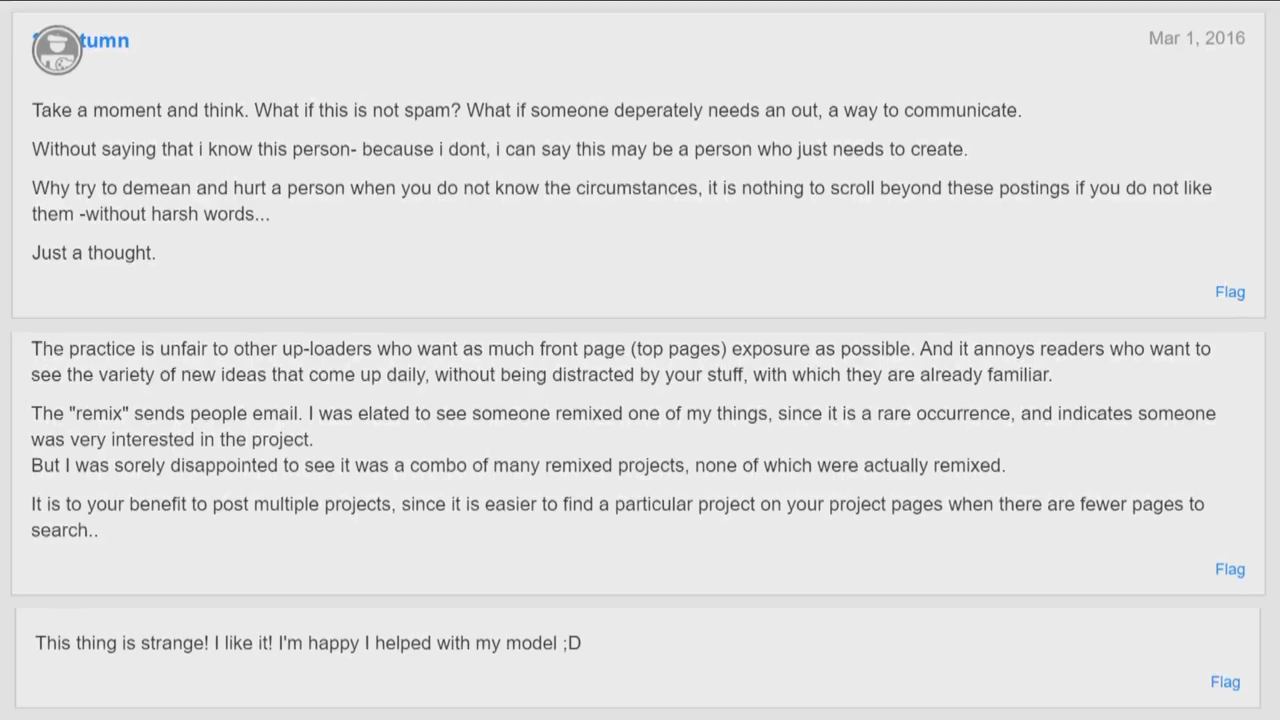 tumn
Mar 1, 2016
Take a moment and think. What if this is not spam? What if someone deperately needs an out, a way to communicate.
Without saying that i know this person- because i dont, i can say this may be a person who just needs to create.
Why try to demean and hurt a person when you do not know the circumstances, it is nothing to scroll beyond these postings if you do not like
them -without harsh words...
Just a thought.
Flag
The practice is unfair to other up-loaders who want as much front page (top pages) exposure as possible. And it annoys readers who want to
see the variety of new ideas that come up daily, without being distracted by your stuff, with which they are already familiar.
The "remix" sends people email. I was elated to see someone remixed one of my things, since it is a rare occurrence, and indicates someone
was very interested in the project.
But I was sorely disappointed to see it was a combo of many remixed projects, none of which were actually remixed.
It is to your benefit to post multiple projects, since it is easier to find a particular project on your project pages when there are fewer pages to
search..
Flag
This thing is strange! I like it! I'm happy I helped with my model ;D
Flag